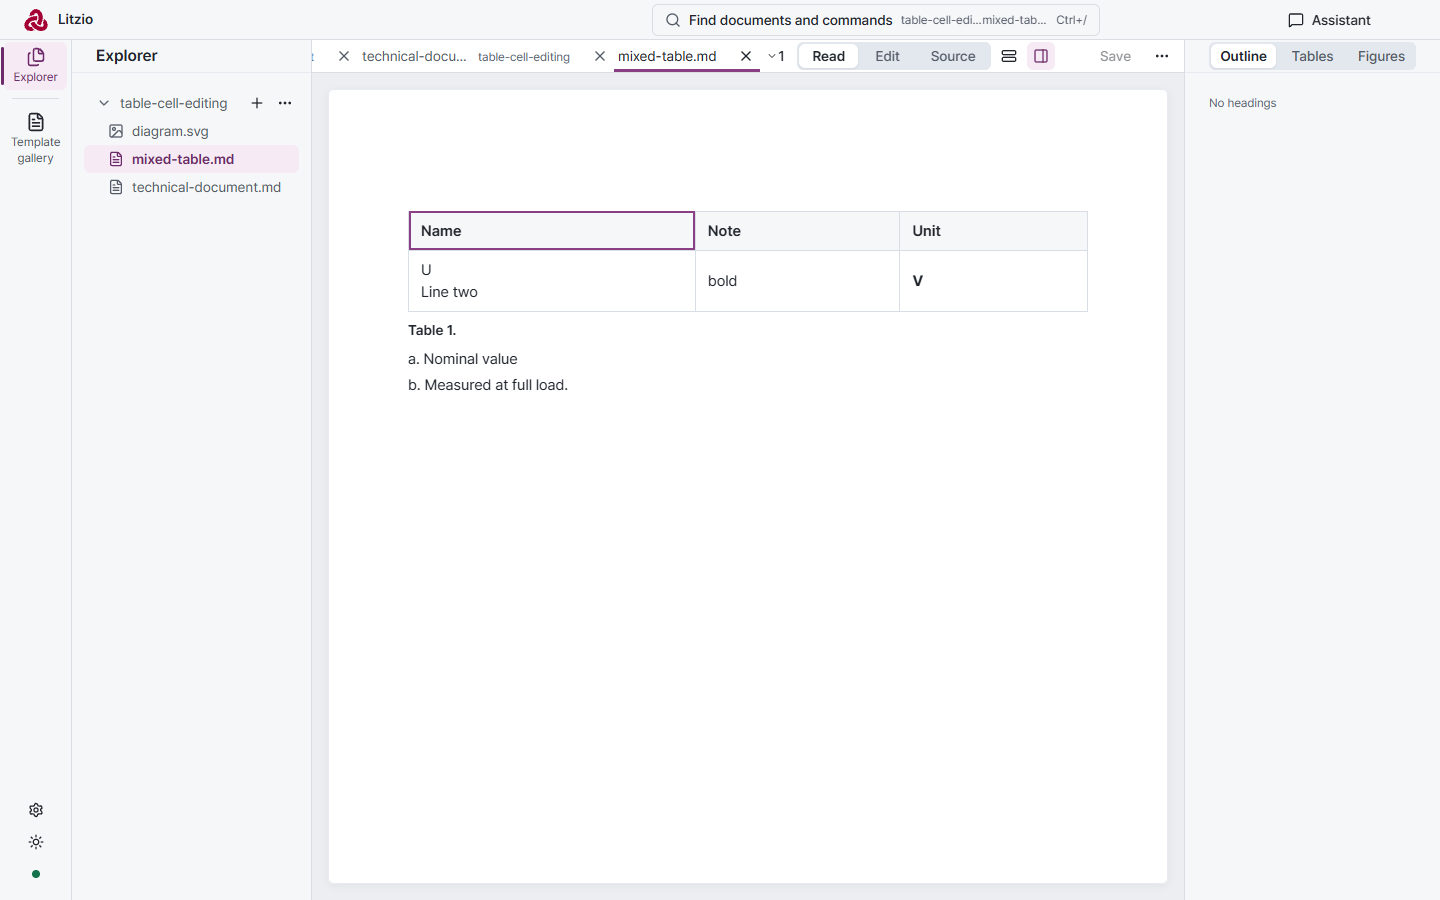 Litzio
Find documents and commands table-cell-edi...mixed-tab... Ctrl+/
Assistant
Explorer
Template
gallery
Explorer
table-cell-editing
diagram.svg
mixed-table.md
technical-document.md
technical-docu... table-cell-editing
mixed-table.md
1
Read Edit Source
Save
Name Note Unit
U
Line two
bold
V
Table 1.
a. Nominal value
b. Measured at full load.
Outline Tables Figures
No headings